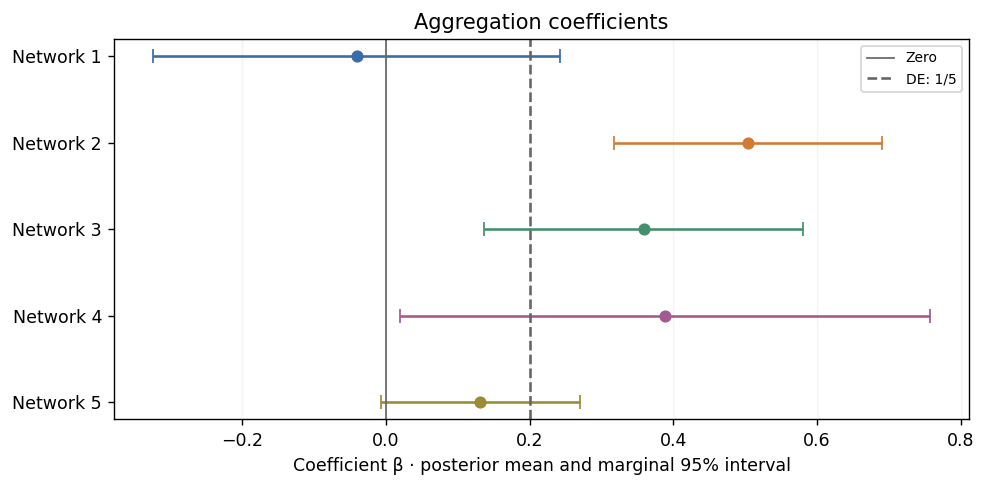 Aggregation coefficients
Network 1
Network 2
Network 3
Network 4
Network 5
Zero
DE: 1/5
−0.2 0.0 0.2 0.4 0.6 0.8
Coefficient β · posterior mean and marginal 95% interval